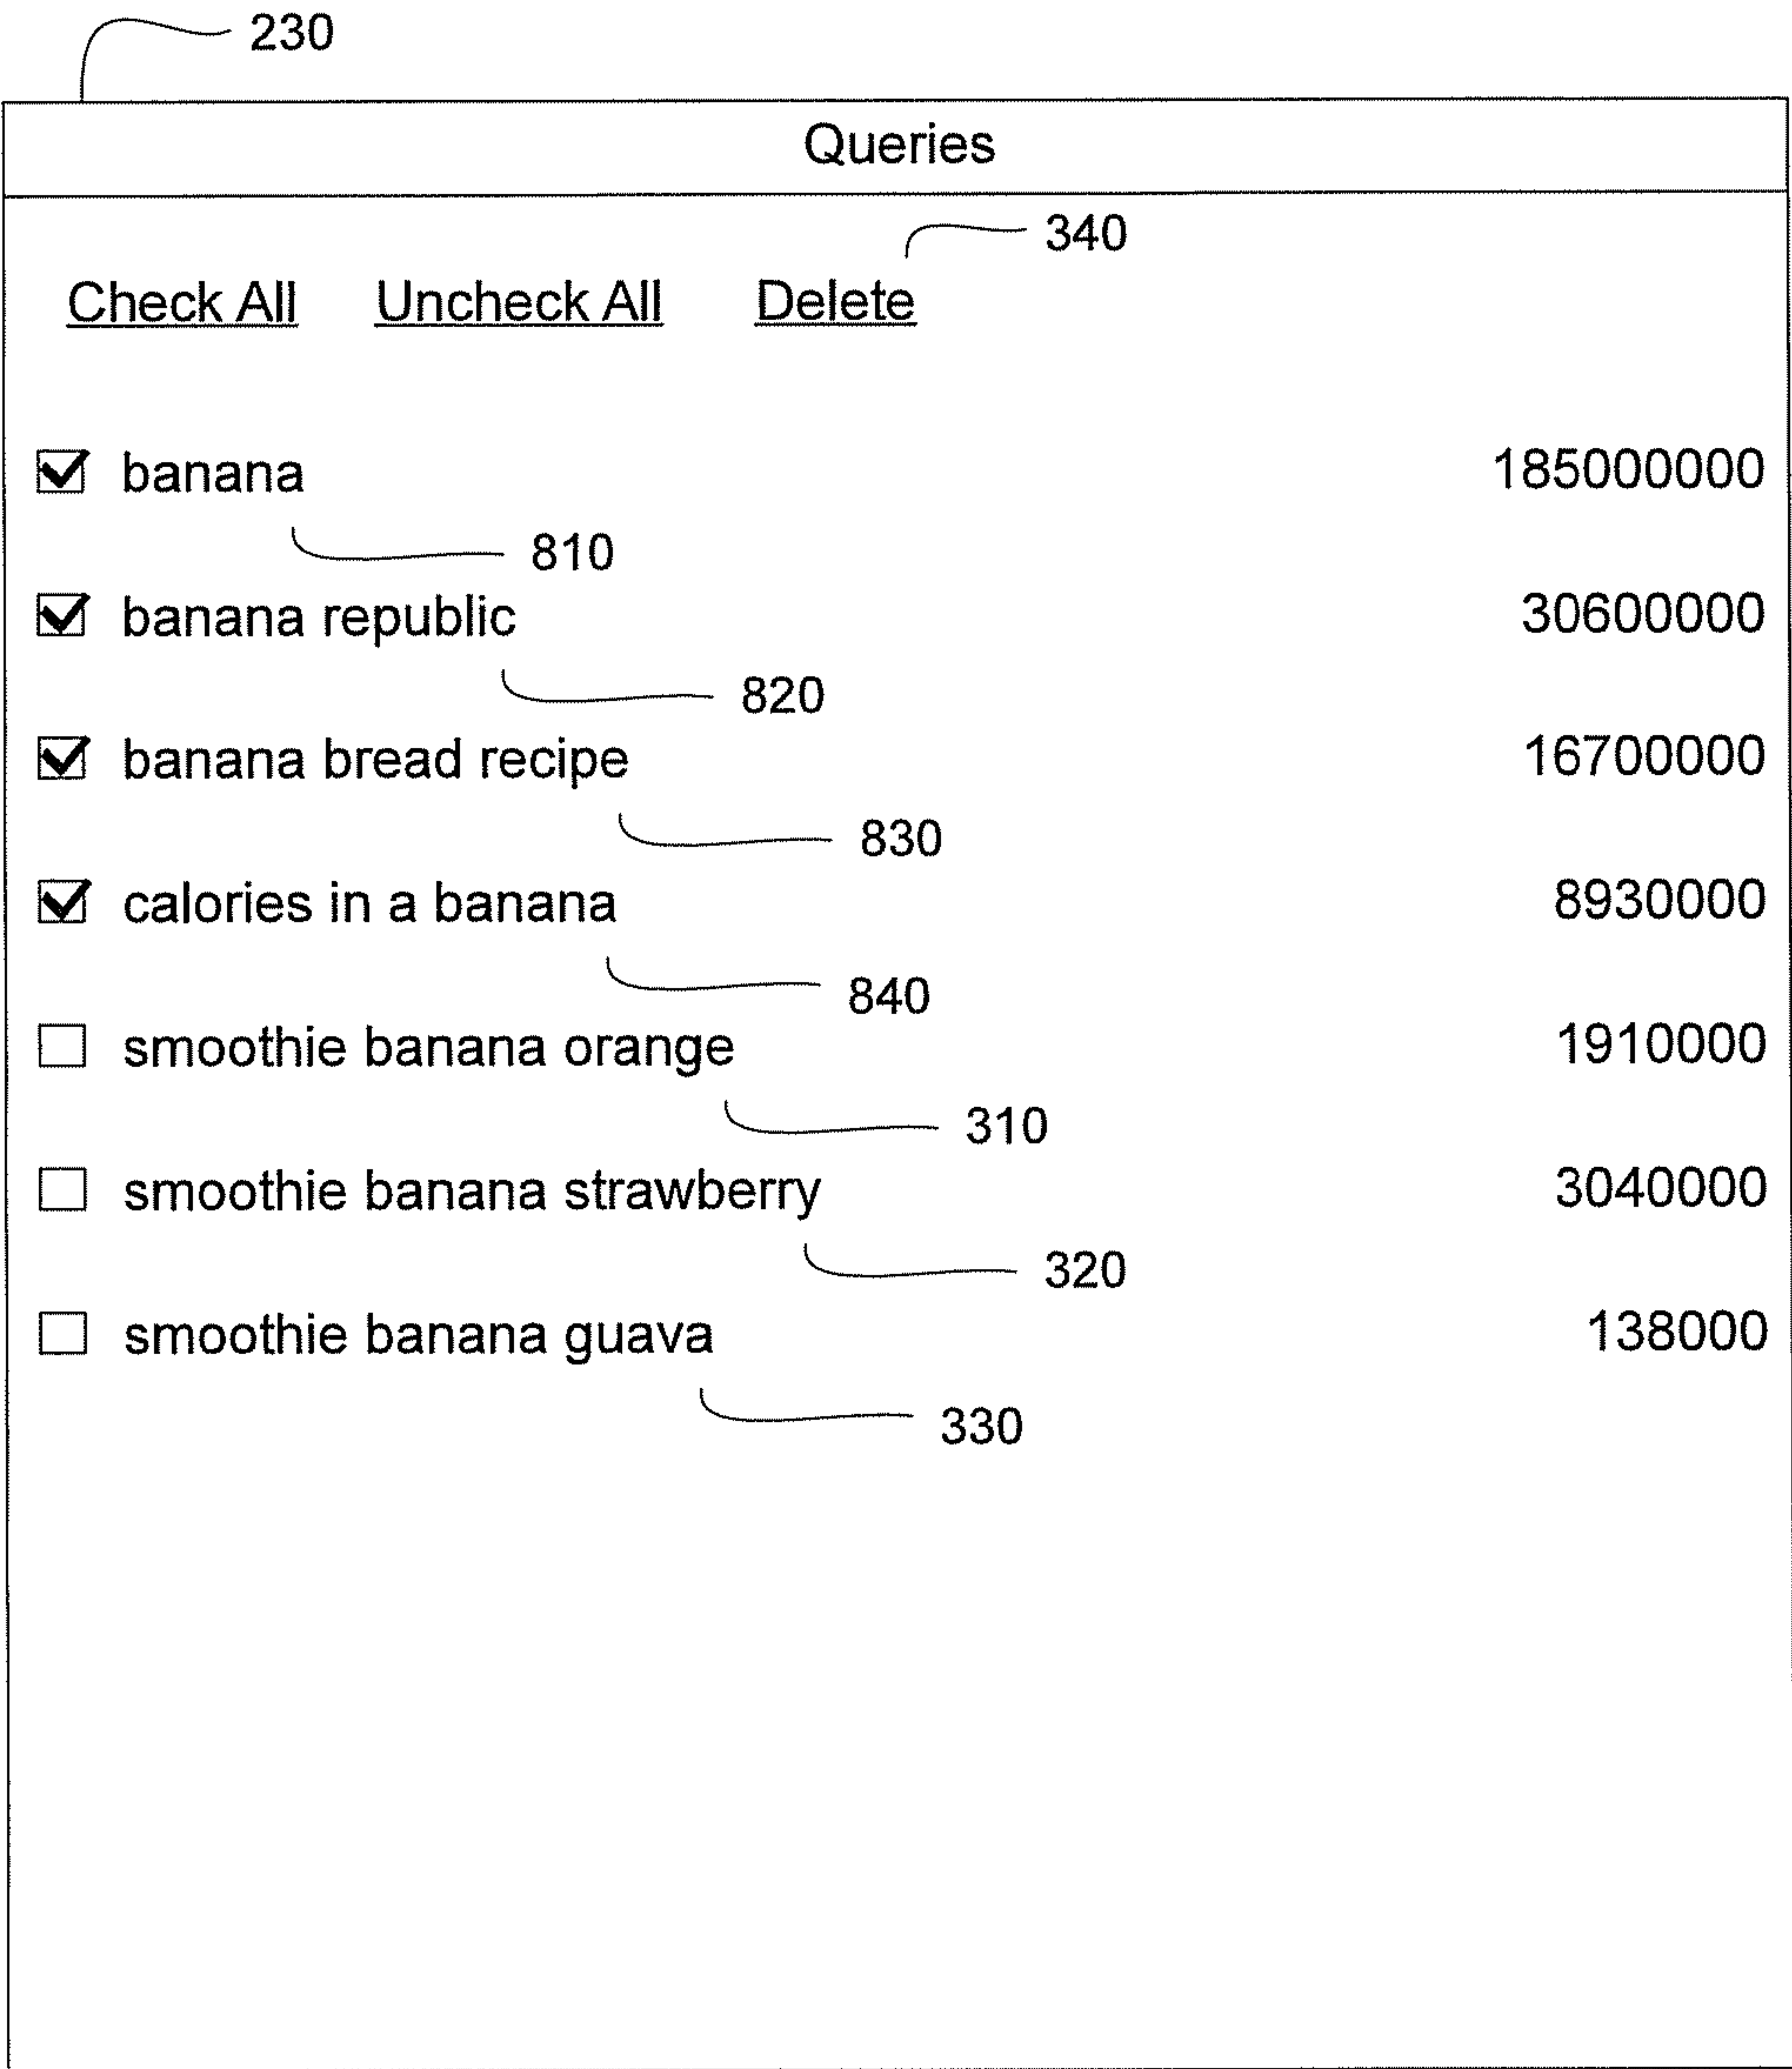 230
Queries
340
Check All Uncheck All Delete
banana 185000000
810
banana republic 30600000
820
banana bread recipe 16700000
830
calories in a banana 8930000
840
smoothie banana orange 1910000
310
smoothie banana strawberry 3040000
320
smoothie banana guava 138000
330